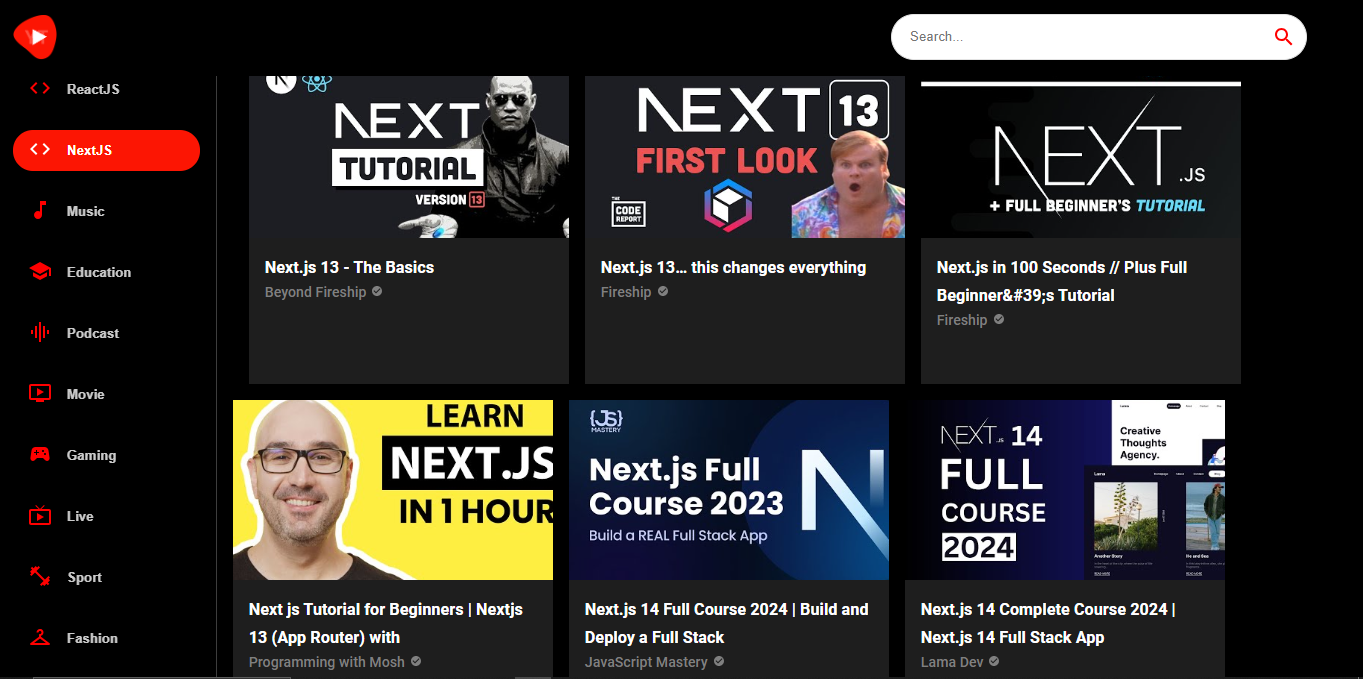 Search...
ReactJS
NextJS
Music
Education
Podcast
Movie
Gaming
Live
Sport
Fashion
N
NEXT
TUTORIAL
VERSION 13
Next.js 13 - The Basics
Beyond Fireship
NEXT 13
FIRST LOOK
THE
CODE
REPORT
Next.js 13… this changes everything
Fireship
NEXT.JS
+ FULL BEGINNER'S TUTORIAL
Next.js in 100 Seconds // Plus Full
Beginner&#39;s Tutorial
Fireship
LEARN
NEXT.JS
IN 1 HOUR
Next js Tutorial for Beginners | Nextjs
13 (App Router) with
Programming with Mosh
{JS}
MASTERY
Next.js Full
Course 2023
Build a REAL Full Stack App
N
Next.js 14 Full Course 2024 | Build and
Deploy a Full Stack
JavaScript Mastery
NEXT.JS 14
FULL
COURSE
2024
Creative
Thoughts
Agency.
Lama
Another Story
Next.js 14 Complete Course 2024 |
Next.js 14 Full Stack App
Lama Dev